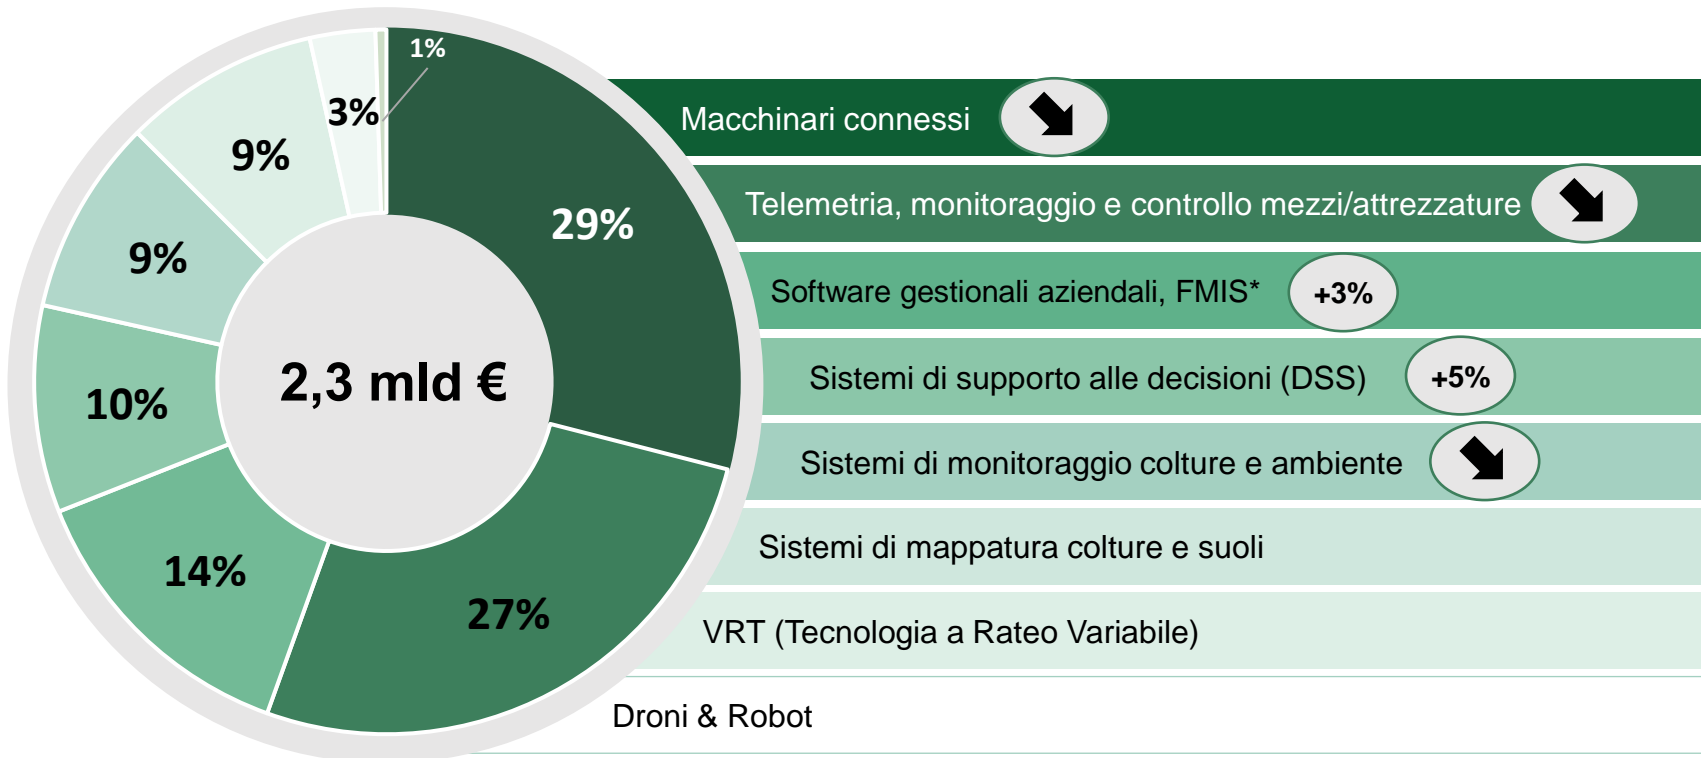 1%
3%
9%
29%
9%
10%
2,3 mld €
14%
27%
Macchinari connessi
Telemetria, monitoraggio e controllo mezzi/attrezzature
Software gestionali aziendali, FMIS* +3%
Sistemi di supporto alle decisioni (DSS) +5%
Sistemi di monitoraggio colture e ambiente
Sistemi di mappatura colture e suoli
VRT (Tecnologia a Rateo Variabile)
Droni & Robot